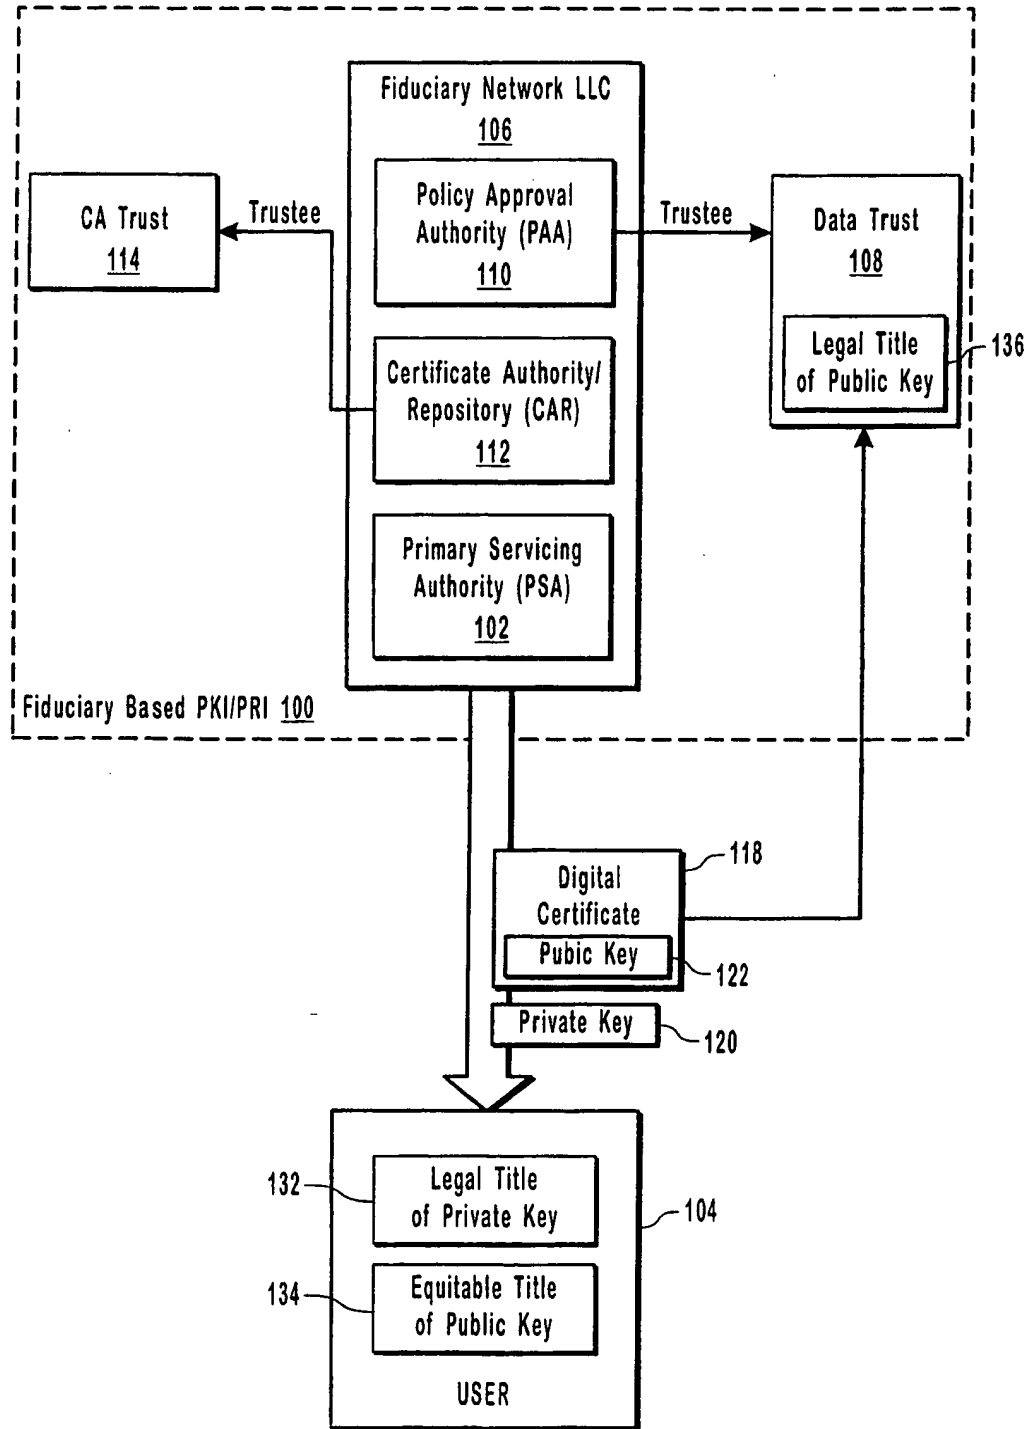 Fiduciary Network LLC
106
Policy Approval
Authority (PAA)
110
Trustee
CA Trust
114
Trustee
Data Trust
108
Legal Title
of Public Key
136
Certificate Authority/
Repository (CAR)
112
Primary Servicing
Authority (PSA)
102
Fiduciary Based PKI/PRI 100
118
Digital
Certificate
Pubic Key
122
Private Key
120
132
Legal Title
of Private Key
104
134
Equitable Title
of Public Key
USER